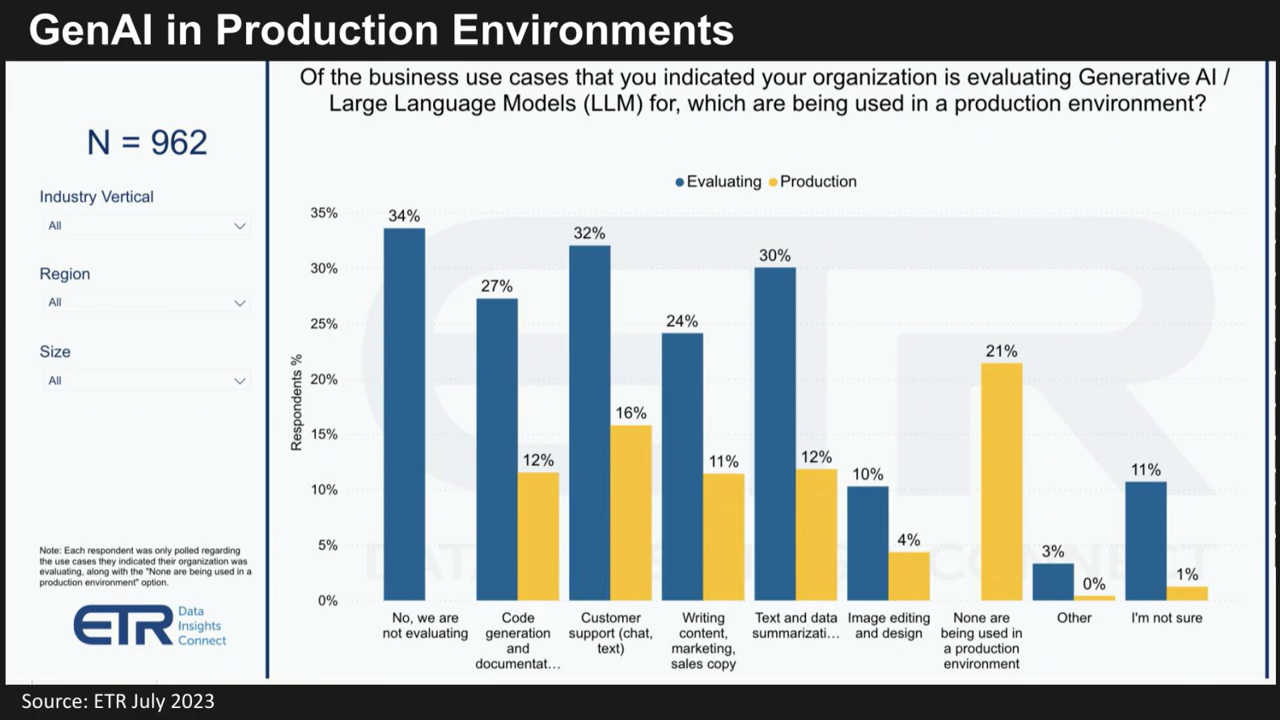 GenAI in Production Environments
Of the business use cases that you indicated your organization is evaluating Generative AI /
Large Language Models (LLM) for, which are being used in a production environment?
N = 962
Industry Vertical
All
Region
All
Size
All
Note: Each respondent was only polled regarding
the use cases they indicated their organization was
evaluating, along with the "None are being used in a
production environment" option.
ETR
Data
Insights
Connect
Evaluating
Production
Respondents %
35%
30%
25%
20%
15%
10%
5%
0%
34%
27%
12%
32%
16%
24%
11%
30%
12%
10%
4%
21%
3%
0%
11%
1%
No, we are
not evaluating
Code
generation
and
documentat...
Customer
support (chat,
text)
Writing
content,
marketing,
sales copy
Text and data
summarizati...
Image editing
and design
None are
being used in
a production
environment
Other
I'm not sure
Source: ETR July 2023